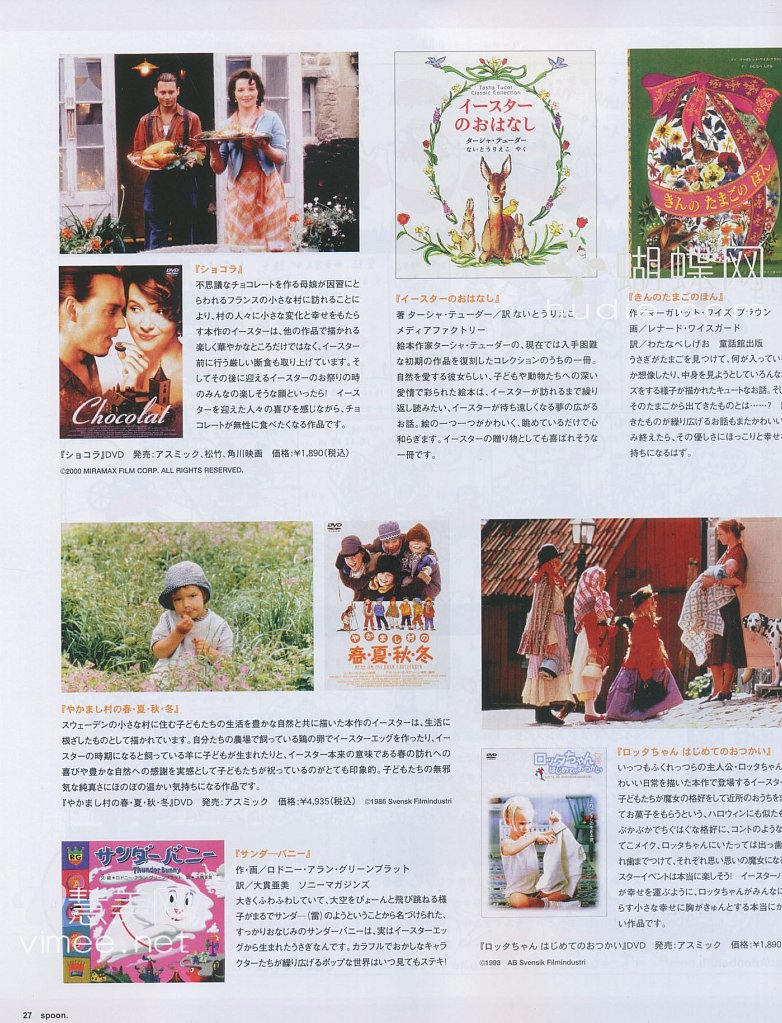 『ショコラ』
不思議なチョコレートを作る母娘が因習にと
らわれるフランスの小さな村に訪れることによ
り、村の人々に小さな変化と幸せをもたら
す本作のイースターは、他の作品で描かれる
楽しく華やかなところだけではなく、イースター
前に行う厳しい断食も取り上げています。そ
してその後に迎えるイースターのお祭りの時
のみんなの楽しそうな顔といったら!　イース
ターを迎えた人々の喜びを感じながら、チョ
コレートが無性に食べたくなる作品です。
DVD
Chocolat
『ショコラ』DVD　発売:アスミック、松竹、角川映画　価格:￥1,890(税込)
©2000 MIRAMAX FILM CORP. ALL RIGHTS RESERVED.
Tasha Tudor
Classic Collection
イースター
のおはなし
ターシャ・テューダー
ないとうりえこ やく
『イースターのおはなし』
著 ターシャ・テューダー／訳 ないとうりえこ
メディアファクトリー
絵本作家ターシャ・テューダーの、現在では入手困難
な初期の作品を復刻したコレクションのうちの一冊。
自然を愛する彼女らしい、子どもや動物たちへの深い
愛情で彩られた絵本は、イースターが訪れるまで繰り
返し読みたい、イースターが待ち遠しくなる夢の広がる
お話。絵の一つ一つがかわいく、眺めているだけで心
和らぎます。イースターの贈り物としても喜ばれそうな
一冊です。
きんのたまごのほん
蝴蝶网
hudie.com
『きんのたまごのほん』
作／マーガレット・ワイズ・ブラウン
画／レナード・ワイスガード
訳／わたなべしげお　童話館出版
うさぎがたまごを見つけて、何が入ってい
か想像したり、中身を見ようとしていろんな
ズをする様子が描かれたキュートなお話。そし
そのたまごから出てきたものとは……?
きたものが繰り広げるお話もまたかわい
み終えたら、その優しさにほっこりと幸せ
持ちになるはず。
DVD
やかまし村の
春・夏・秋・冬
『やかまし村の春・夏・秋・冬』
スウェーデンの小さな村に住む子どもたちの生活を豊かな自然と共に描いた本作のイースターは、生活に
根ざしたものとして描かれています。自分たちの農場で飼っている鶏の卵でイースターエッグを作ったり、イー
スターの時期になると飼っている羊に子どもが生まれたりと、イースター本来の意味である春の訪れへの
喜びや豊かな自然への感謝を実感として子どもたちが祝っているのがとても印象的。子どもたちの無邪
気な純真さにほのぼの温かい気持ちになる作品です。
『やかまし村の春・夏・秋・冬』DVD　発売:アスミック　価格:￥4,935(税込)　©1986 Svensk Filmindustri
DVD
ロッタちゃん
はじめてのおつかい
『ロッタちゃん はじめてのおつかい』
いっつもふくれっつらの主人公・ロッタちゃん
わいい日常を描いた本作で登場するイースタ
子どもたちが魔女の格好をして近所のおうちを
てお菓子をもらうという、ハロウィンにも似たも
ぶかぶかでちぐはぐな格好に、コントのような
てこメイク、ロッタちゃんにいたっては出っ歯
れ歯までつけて、それぞれ思い思いの魔女にな
スターイベントは本当に楽しそう!　イースターバ
が幸せを運ぶように、ロッタちゃんがみんなに
らす小さな幸せに胸がきゅんとする本当にか
い作品です。
『ロッタちゃん はじめてのおつかい』DVD　発売:アスミック　価格:￥1,890
©1993　AB Svensk Filmindustri
RG
サンダーバニー
Thunder Bunny
vimee.net
『サンダーバニー』
作・画／ロドニー・アラン・グリーンブラット
訳／大貫亜美　ソニーマガジンズ
大きくふわふわしていて、大空をびょーんと飛び跳ねる様
子がまるでサンダー(雷)のようということから名づけられた、
すっかりおなじみのサンダーバニーは、実はイースターエッ
グから生まれたうさぎなんです。カラフルでおかしなキャラ
クターたちが繰り広げるポップな世界はいつ見てもステキ!
27　spoon.